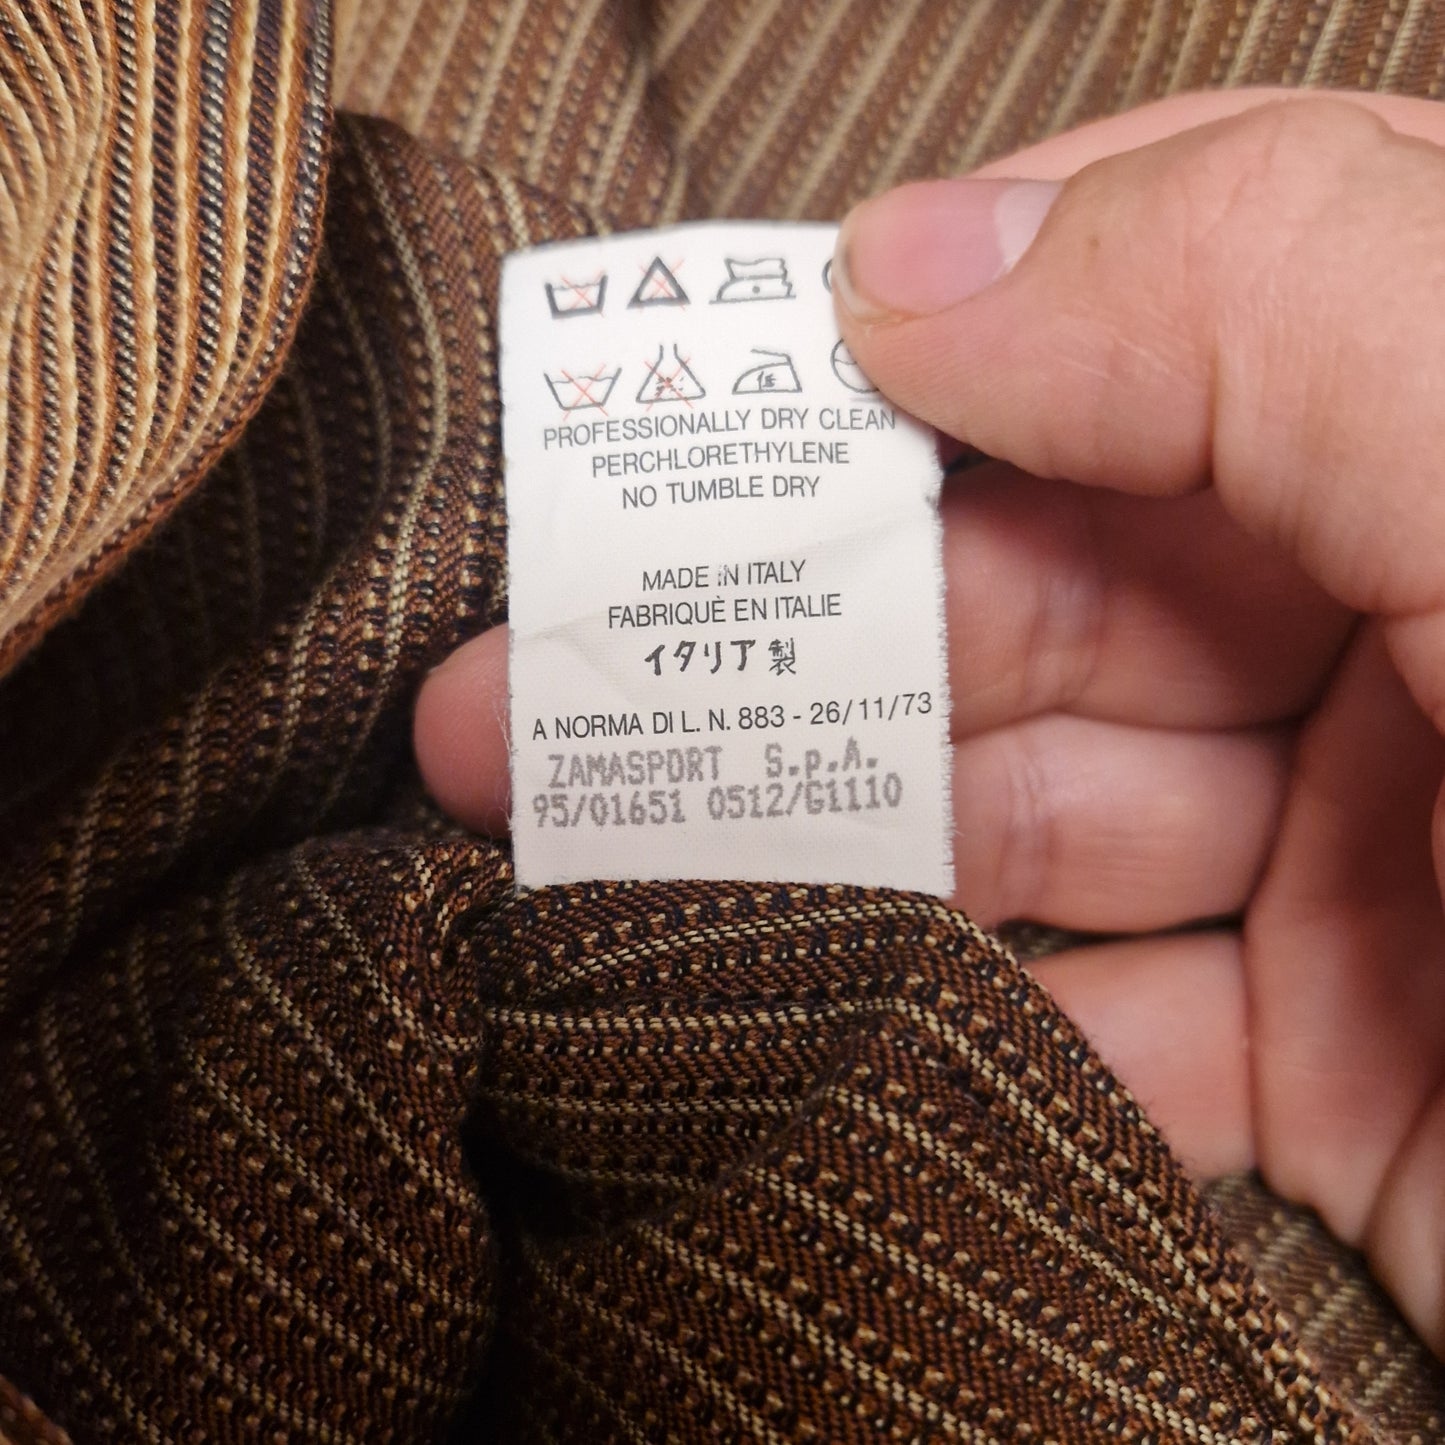 PROFESSIONALLY DRY CLEAN
PERCHLORETHYLENE
NO TUMBLE DRY
MADE IN ITALY
FABRIQUÈ EN ITALIE
イタリア製
A NORMA DI L. N. 883 - 26/11/73
ZAMASPORT S.p.A.
95/01651 0512/G1110